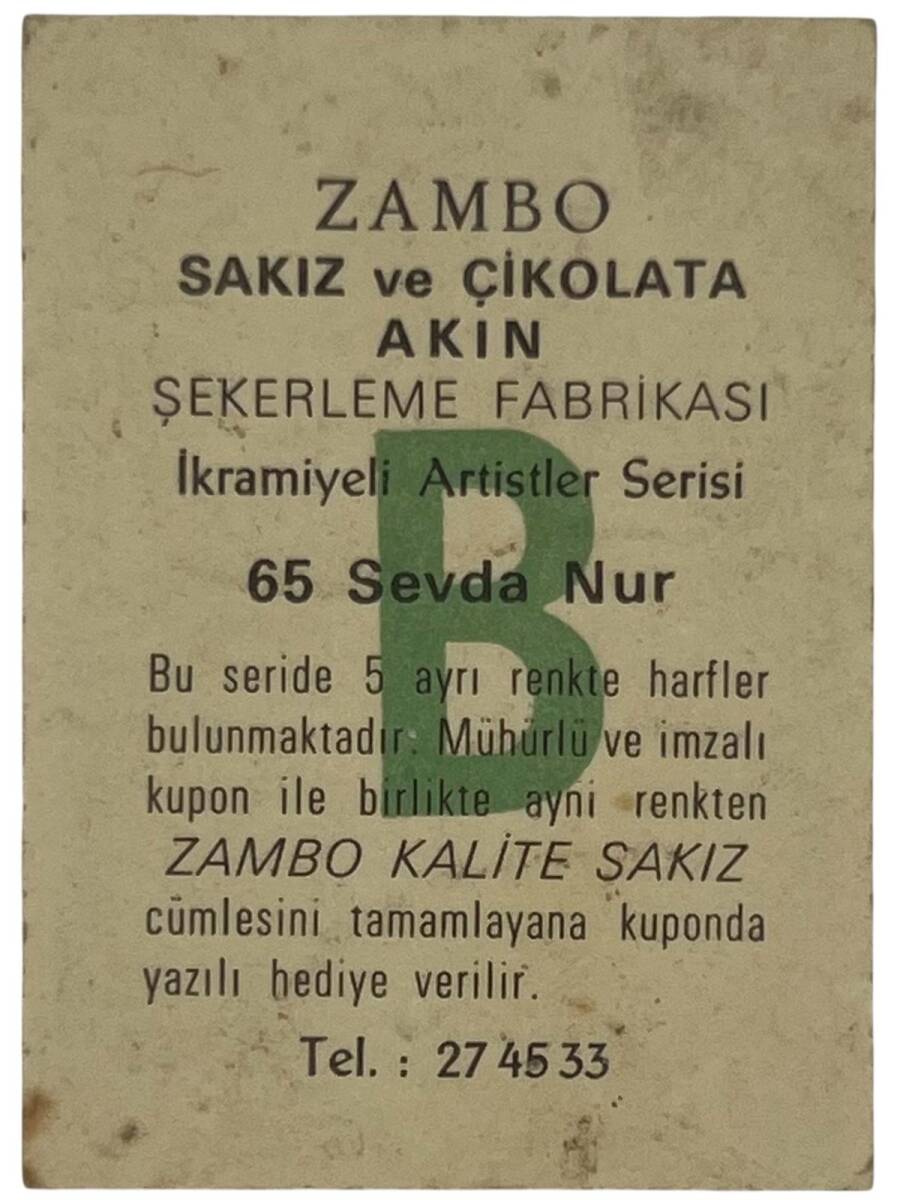 ZAMBO
SAKIZ ve ÇİKOLATA
AKIN
ŞEKERLEME FABRİKASI
İkramiyeli Artistler Serisi
B
65 Sevda Nur
Bu seride 5 ayrı renkte harfler
bulunmaktadır. Mühürlü ve imzalı
kupon ile birlikte ayni renkten
ZAMBO KALİTE SAKIZ
cümlesini tamamlayana kuponda
yazılı hediye verilir.
Tel. : 27 45 33